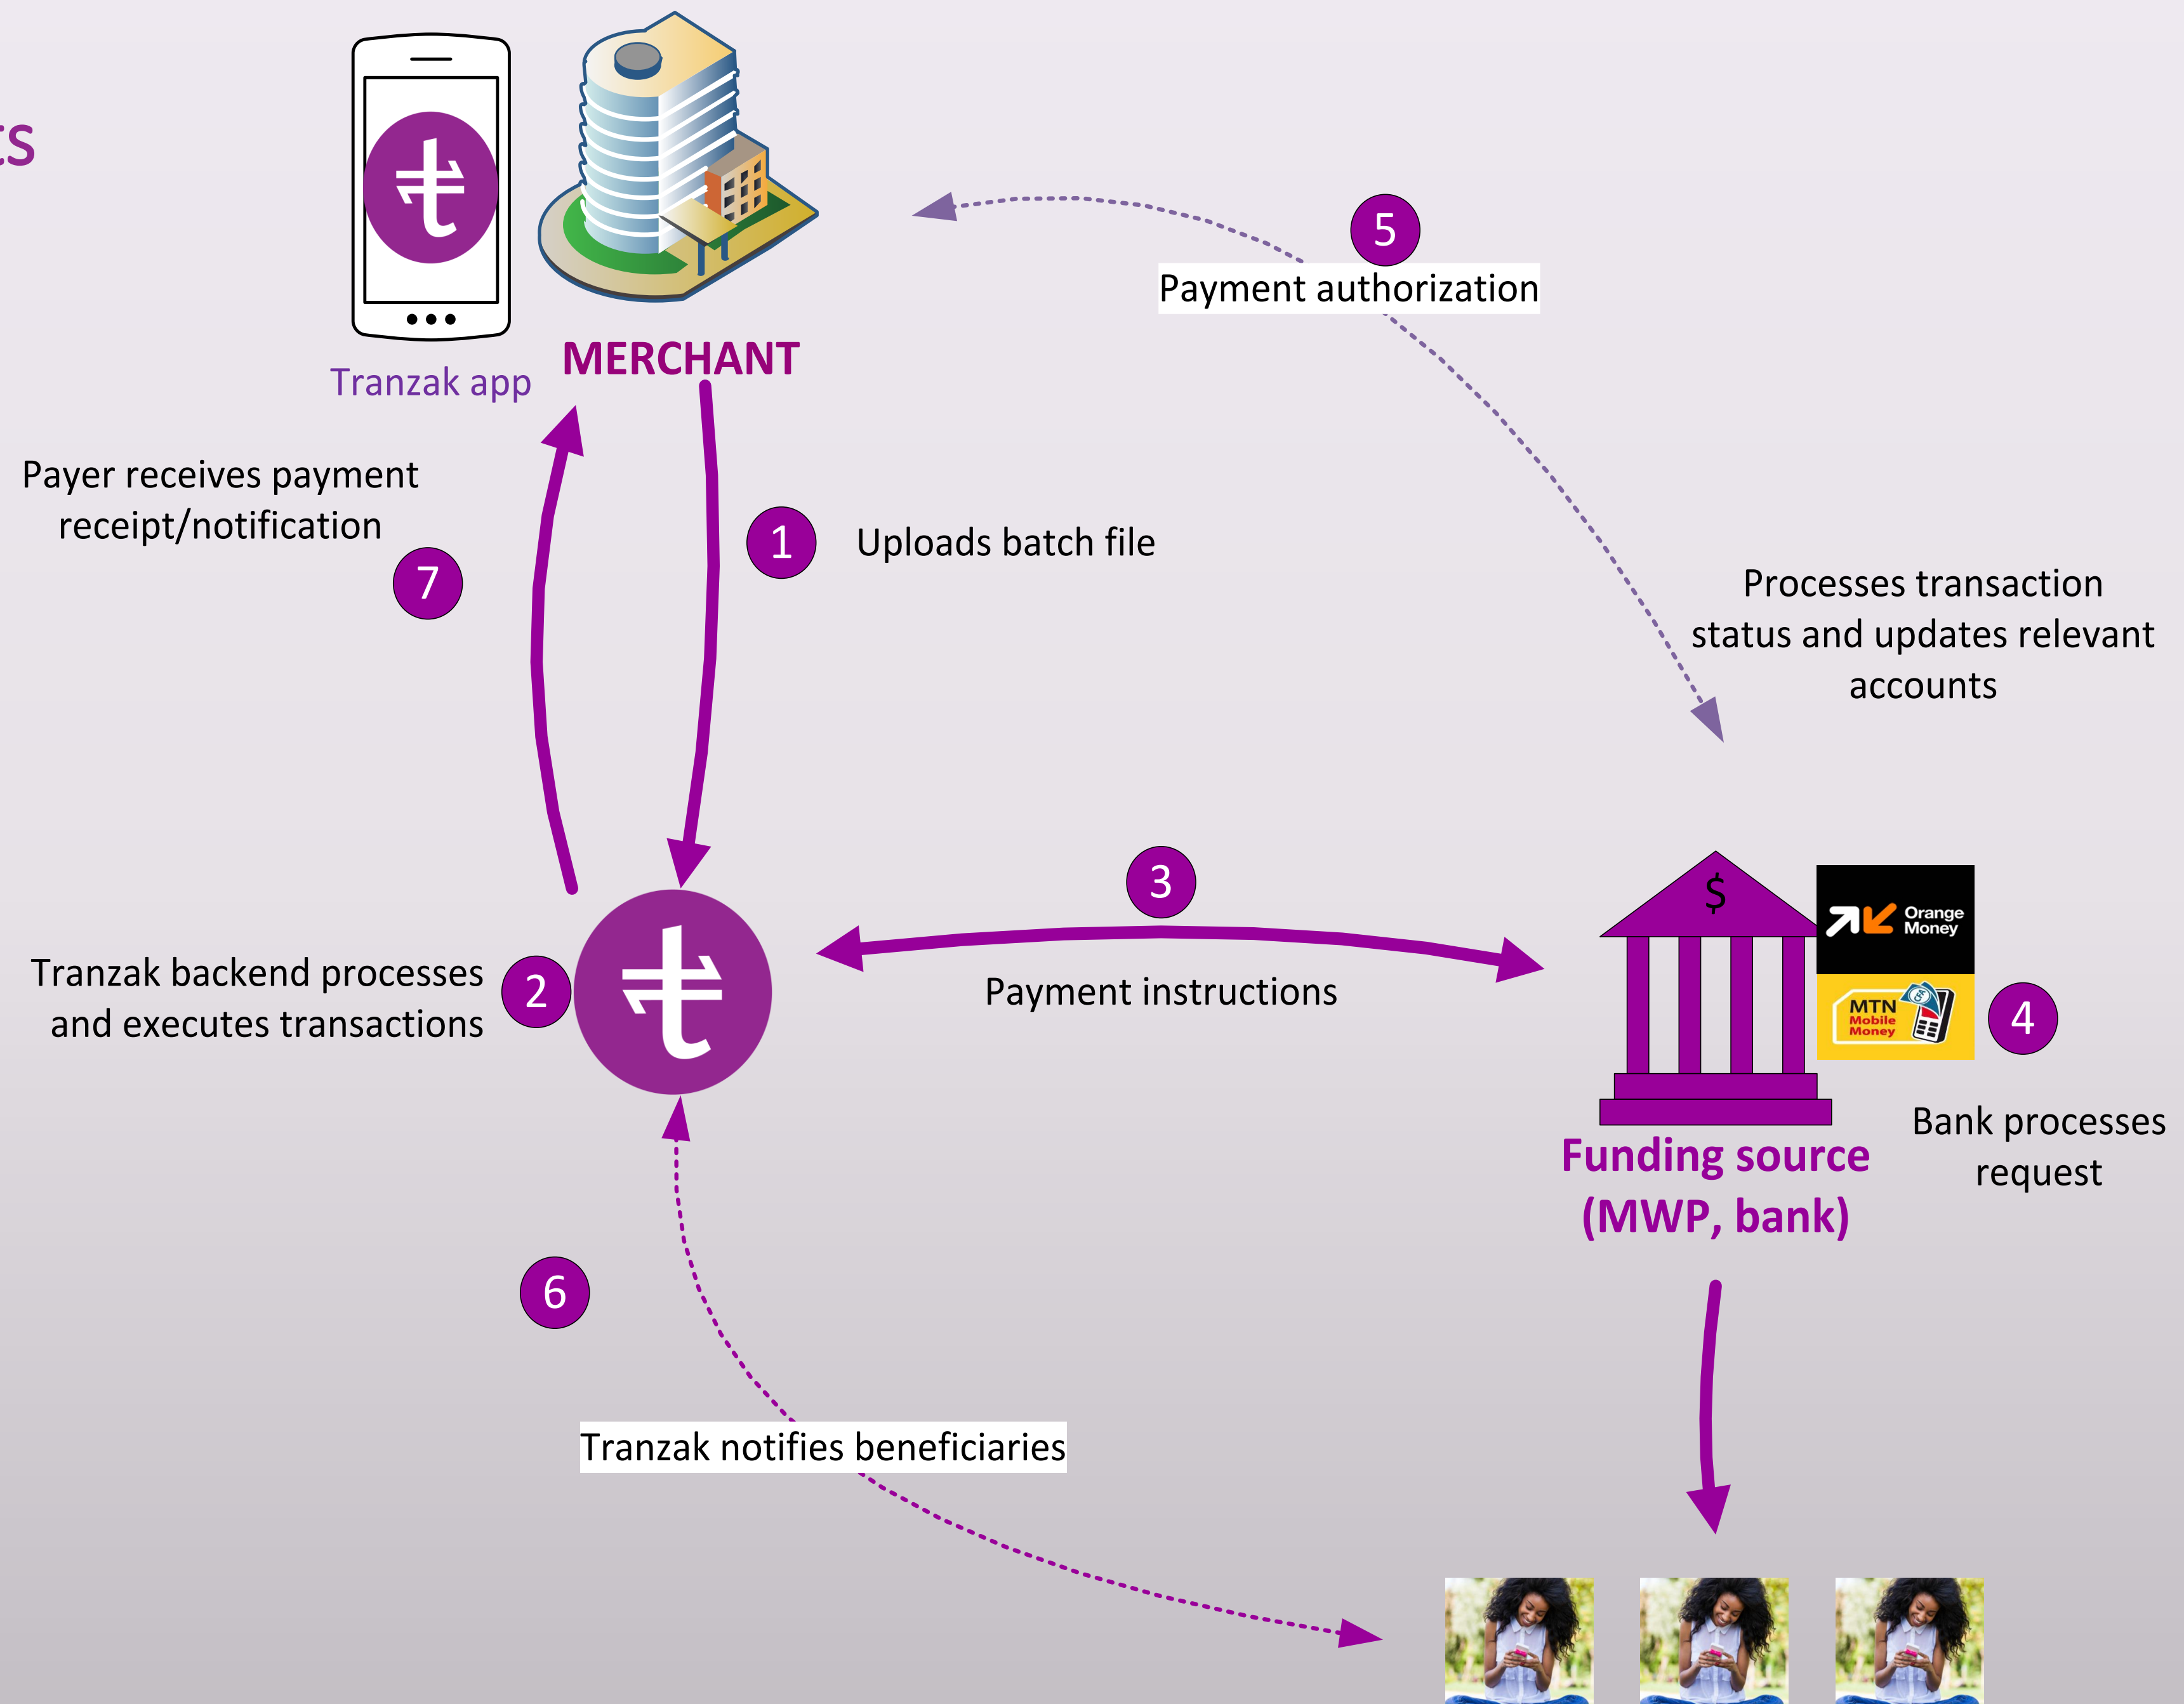 ts
5
Payment authorization
MERCHANT
Tranzak app
Payer receives payment
receipt/notification
7
1
Uploads batch file
Processes transaction
status and updates relevant
accounts
3
Payment instructions
$
Orange
Money
MTN
Mobile
Money
CFA
4
Tranzak backend processes
and executes transactions
2
Bank processes
request
Funding source
(MWP, bank)
6
Tranzak notifies beneficiaries